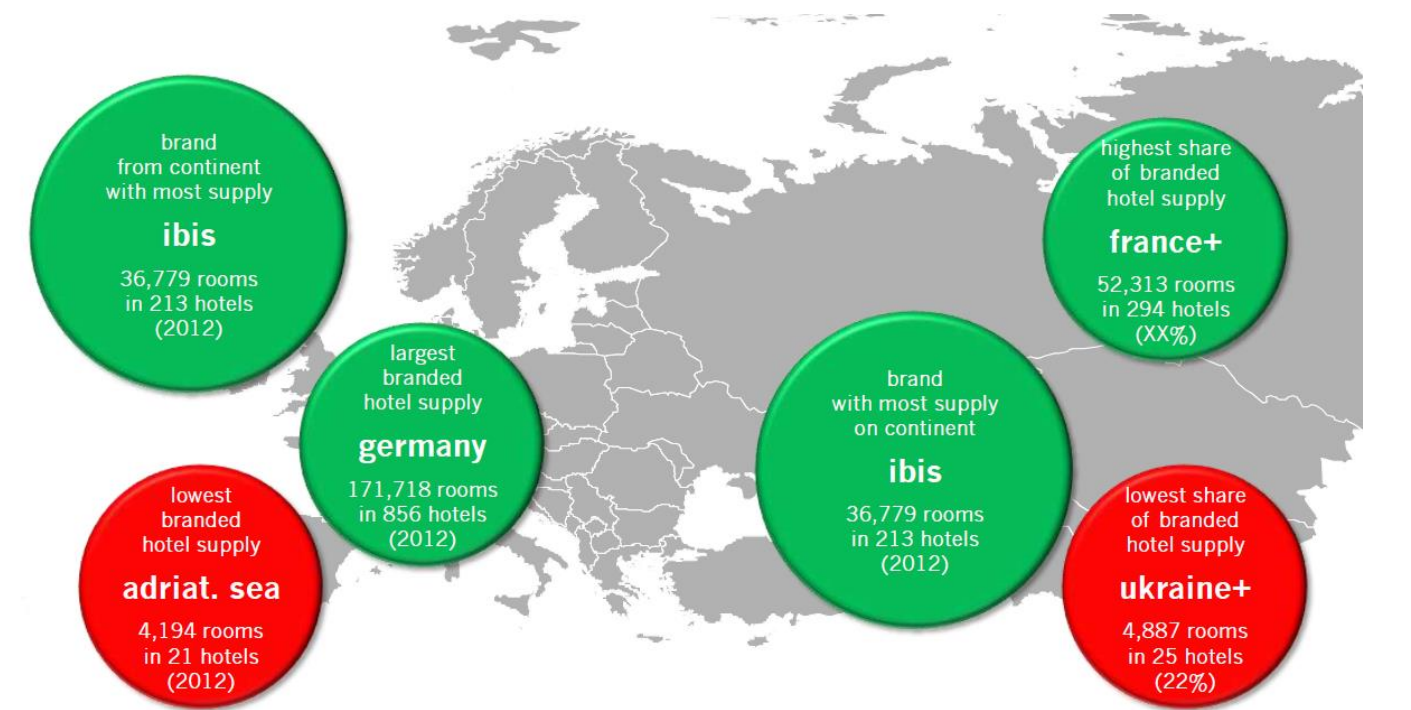 brand
from continent
with most supply
ibis
36,779 rooms
in 213 hotels
(2012)
highest share
of branded
hotel supply
france+
52,313 rooms
in 294 hotels
(XX%)
largest
branded
hotel supply
germany
171,718 rooms
in 856 hotels
(2012)
brand
with most supply
on continent
ibis
36,779 rooms
in 213 hotels
(2012)
lowest
branded
hotel supply
adriat. sea
4,194 rooms
in 21 hotels
(2012)
lowest share
of branded
hotel supply
ukraine+
4,887 rooms
in 25 hotels
(22%)